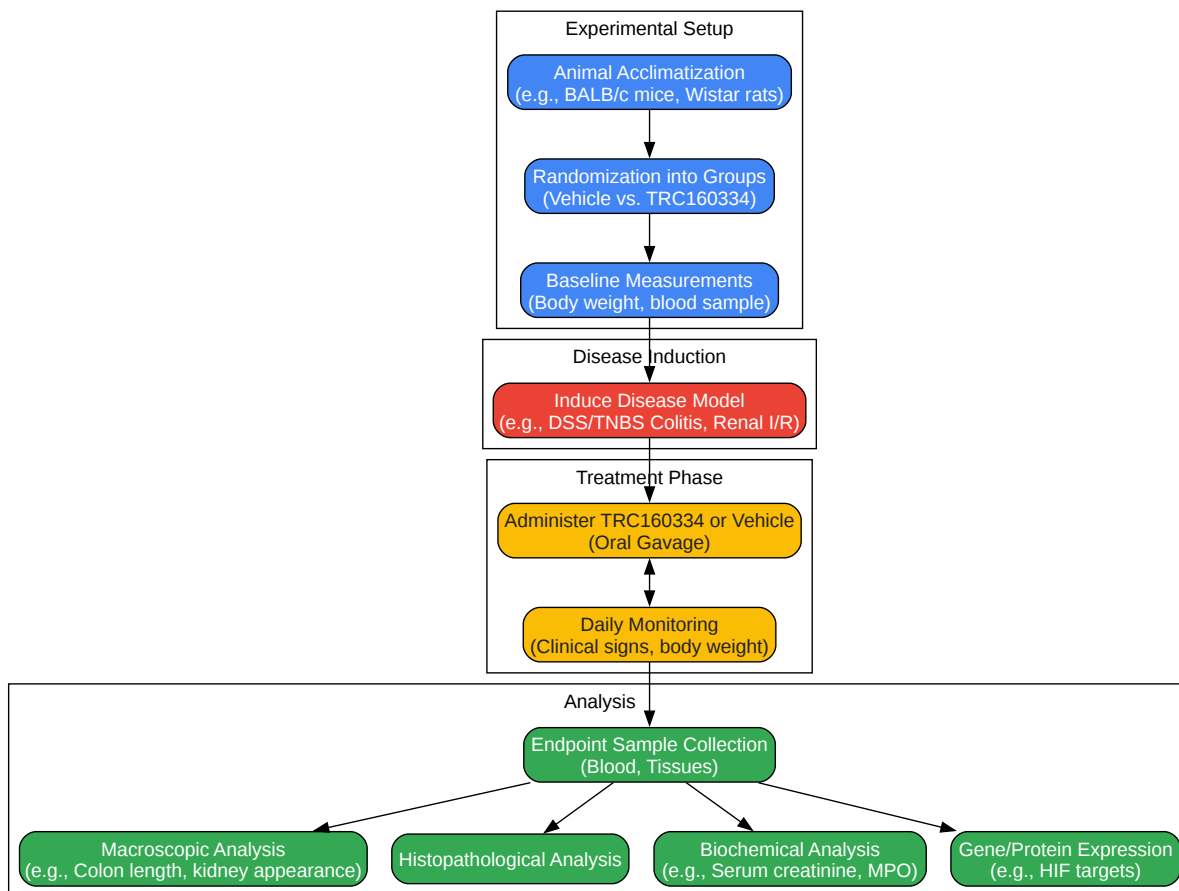 Experimental Setup
Animal Acclimatization
(e.g., BALB/c mice, Wistar rats)
Randomization into Groups
(Vehicle vs. TRC160334)
Baseline Measurements
(Body weight, blood sample)
Disease Induction
Induce Disease Model
(e.g., DSS/TNBS Colitis, Renal I/R)
Treatment Phase
Administer TRC160334 or Vehicle
(Oral Gavage)
Daily Monitoring
(Clinical signs, body weight)
Analysis
Endpoint Sample Collection
(Blood, Tissues)
Macroscopic Analysis
(e.g., Colon length, kidney appearance)
Histopathological Analysis
Biochemical Analysis
(e.g., Serum creatinine, MPO)
Gene/Protein Expression
(e.g., HIF targets)